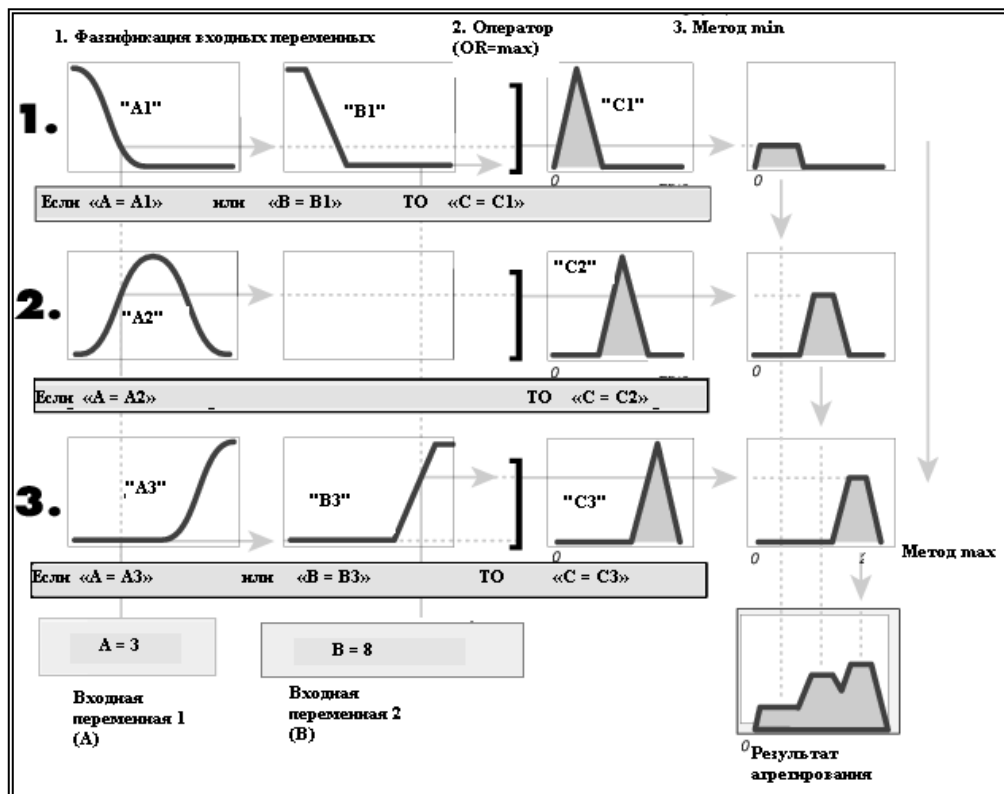 1. Фаззификация входных переменных
2. Оператор
(OR=max)
3. Метод min
1.
"A1"
"B1"
"C1"
0
0
Если «A = A1» или «B = B1» ТО «C = C1»
2.
"A2"
"C2"
0
0
Если «A = A2» ТО «C = C2»
3.
"A3"
"B3"
"C3"
0
0
Метод max
Если «A = A3» или «B = B3» ТО «C = C3»
A = 3
B = 8
Входная
переменная 1
(A)
Входная
переменная 2
(B)
0
Результат
агрегирования